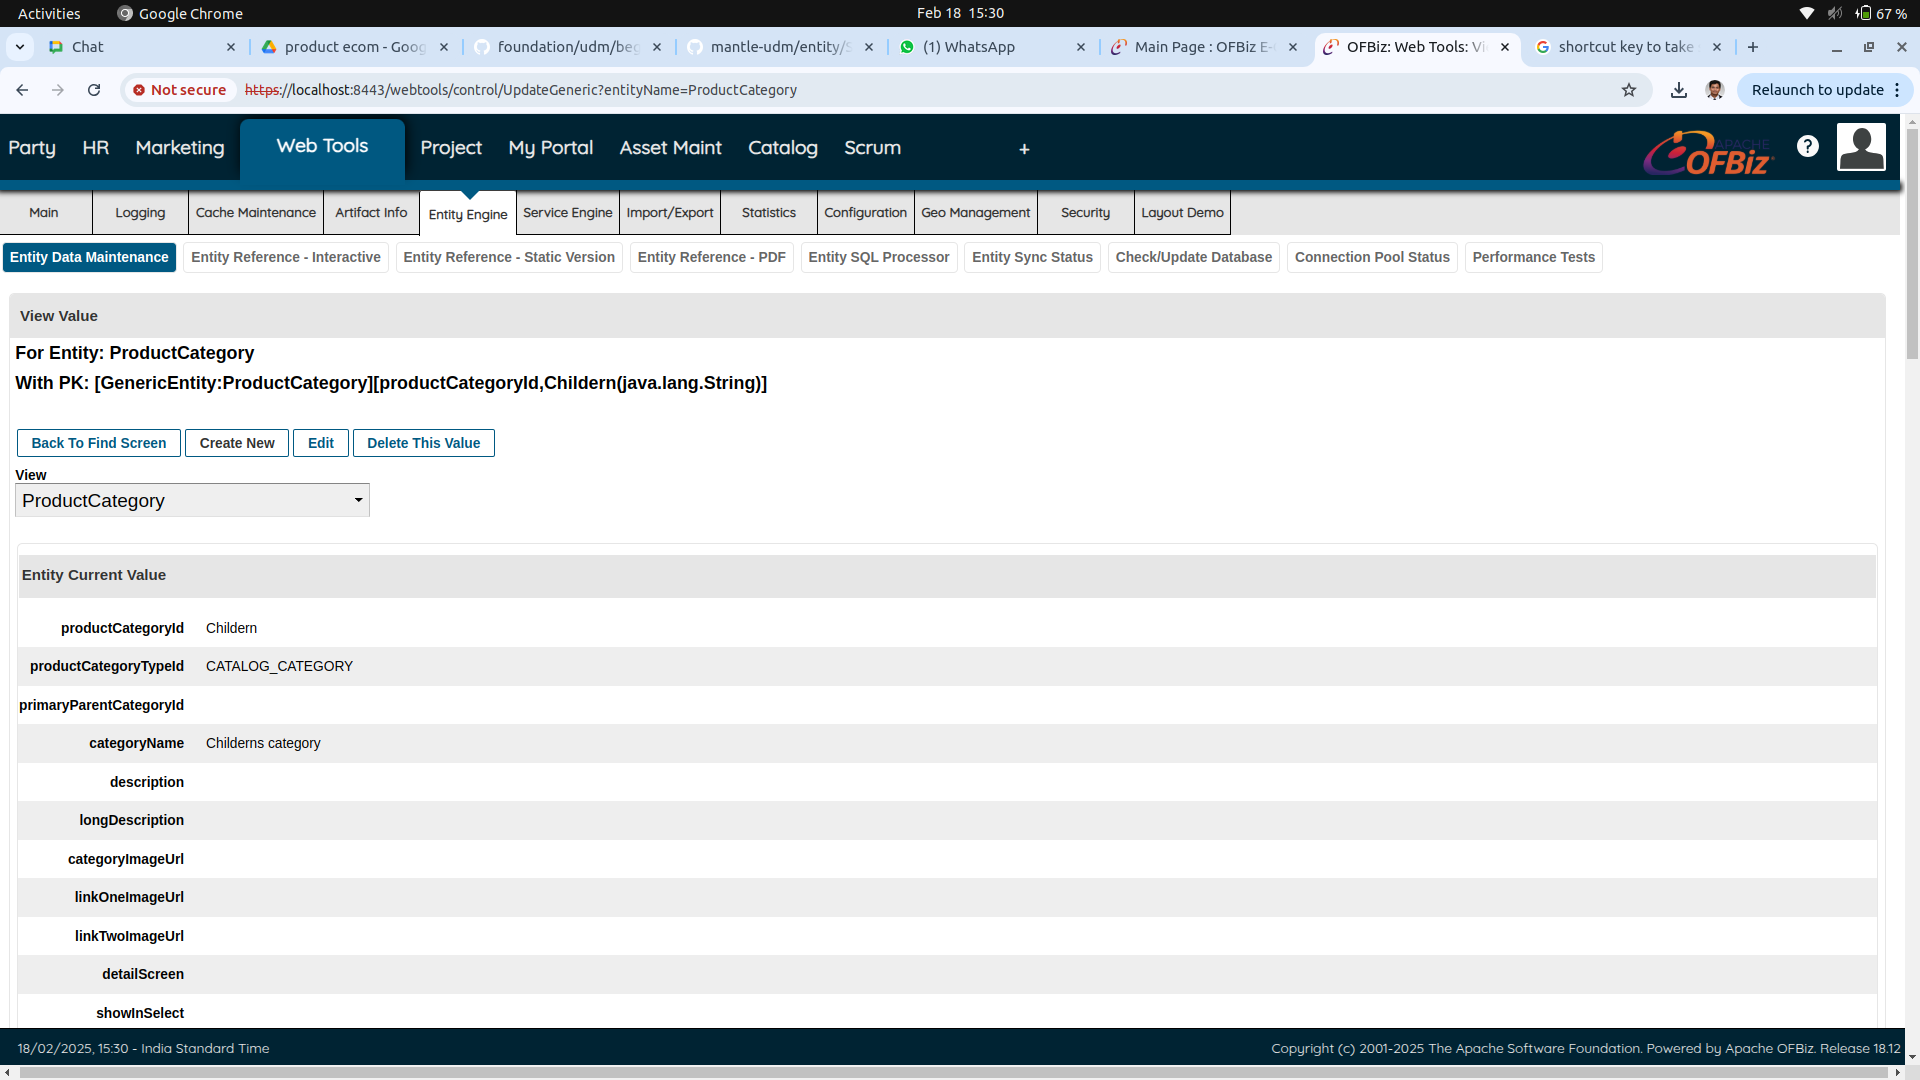 Activities Google Chrome Feb 18 15:30 67 %
Chat product ecom - Goog foundation/udm/beg mantle-udm/entity/S (1) WhatsApp Main Page : OFBiz E- OFBiz: Web Tools: Vi shortcut key to take
Not secure https://localhost:8443/webtools/control/UpdateGeneric?entityName=ProductCategory Relaunch to update
Party HR Marketing Web Tools Project My Portal Asset Maint Catalog Scrum + APACHE OFBiz ?
Main Logging Cache Maintenance Artifact Info Entity Engine Service Engine Import/Export Statistics Configuration Geo Management Security Layout Demo
Entity Data Maintenance Entity Reference - Interactive Entity Reference - Static Version Entity Reference - PDF Entity SQL Processor Entity Sync Status Check/Update Database Connection Pool Status Performance Tests
View Value
For Entity: ProductCategory
With PK: [GenericEntity:ProductCategory][productCategoryId,Childern(java.lang.String)]
Back To Find Screen Create New Edit Delete This Value
View
ProductCategory
Entity Current Value
productCategoryId Childern
productCategoryTypeId CATALOG_CATEGORY
primaryParentCategoryId
categoryName Childerns category
description
longDescription
categoryImageUrl
linkOneImageUrl
linkTwoImageUrl
detailScreen
showInSelect
18/02/2025, 15:30 - India Standard Time Copyright (c) 2001-2025 The Apache Software Foundation. Powered by Apache OFBiz. Release 18.12